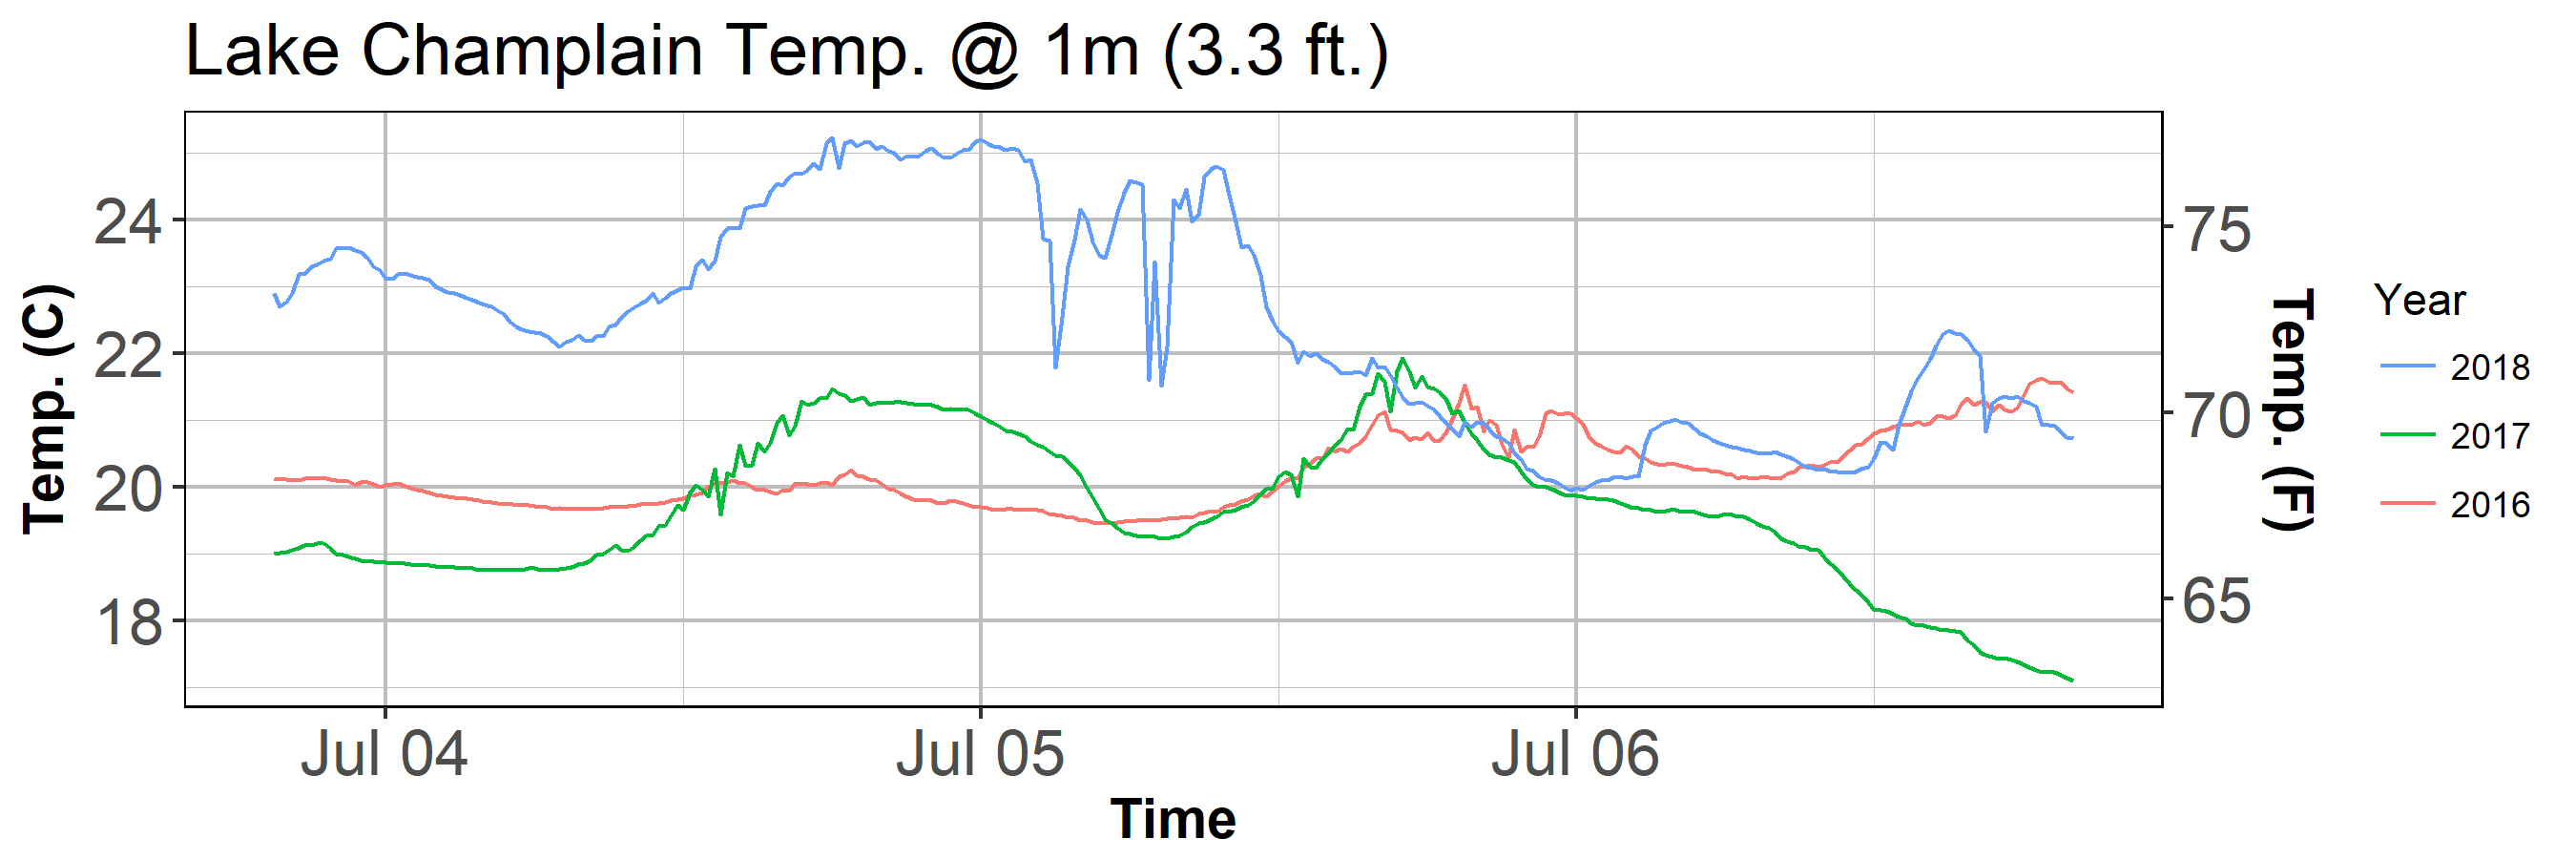 Lake Champlain Temp. @ 1m (3.3 ft.)
Temp. (C)
24
22
20
18
75
70
65
Temp. (F)
Jul 04
Jul 05
Jul 06
Time
Year
2018
2017
2016